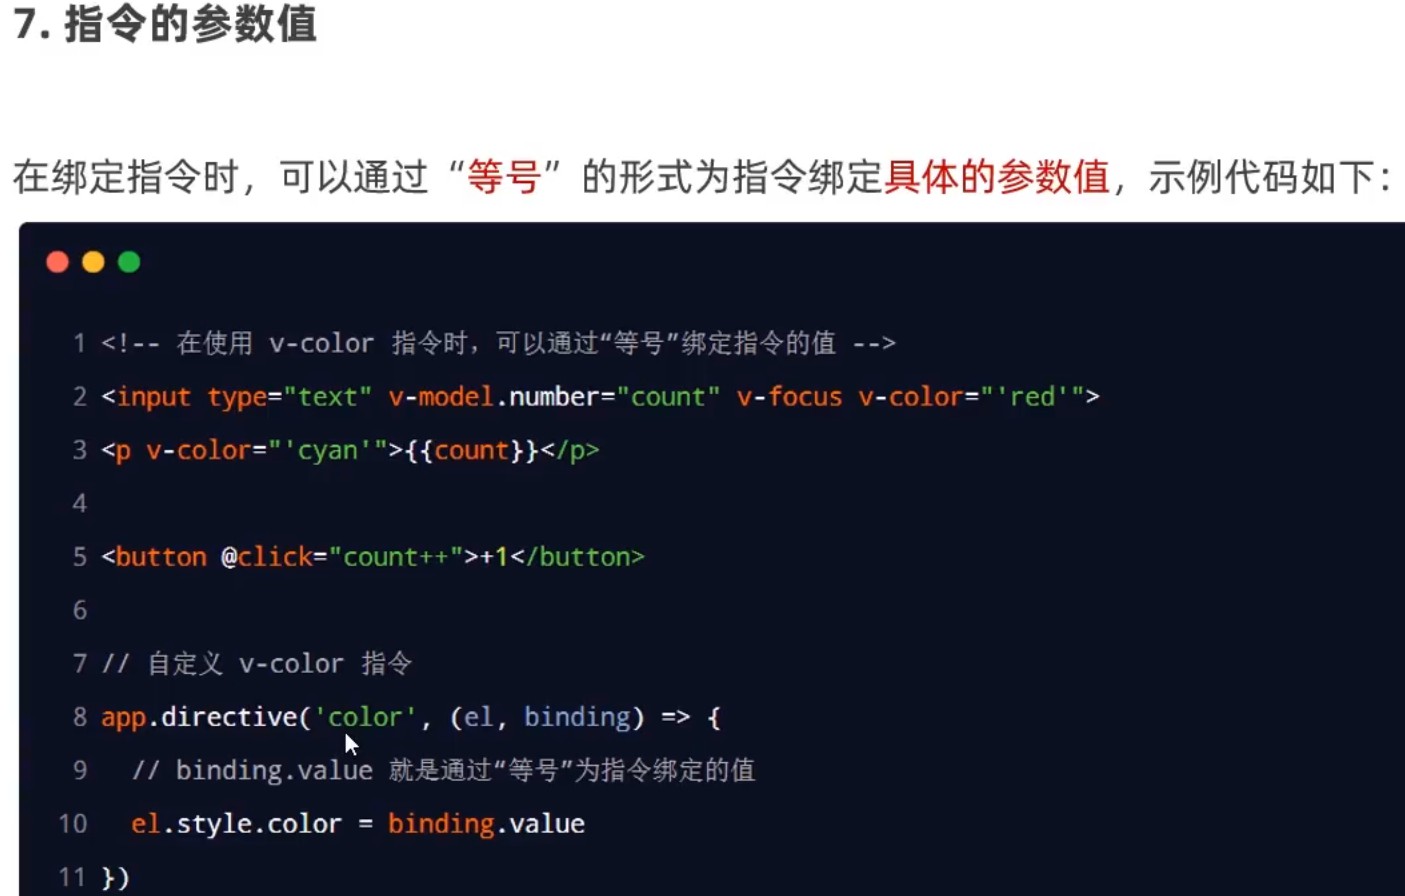 7. 指令的参数值
在绑定指令时，可以通过“等号”的形式为指令绑定具体的参数值，示例代码如下：
1 <!-- 在使用 v-color 指令时，可以通过“等号”绑定指令的值 -->
2 <input type="text" v-model.number="count" v-focus v-color="'red'">
3 <p v-color="'cyan'">{{count}}</p>
4
5 <button @click="count++">+1</button>
6
7 // 自定义 v-color 指令
8 app.directive('color', (el, binding) => {
9   // binding.value 就是通过“等号”为指令绑定的值
10   el.style.color = binding.value
11 })